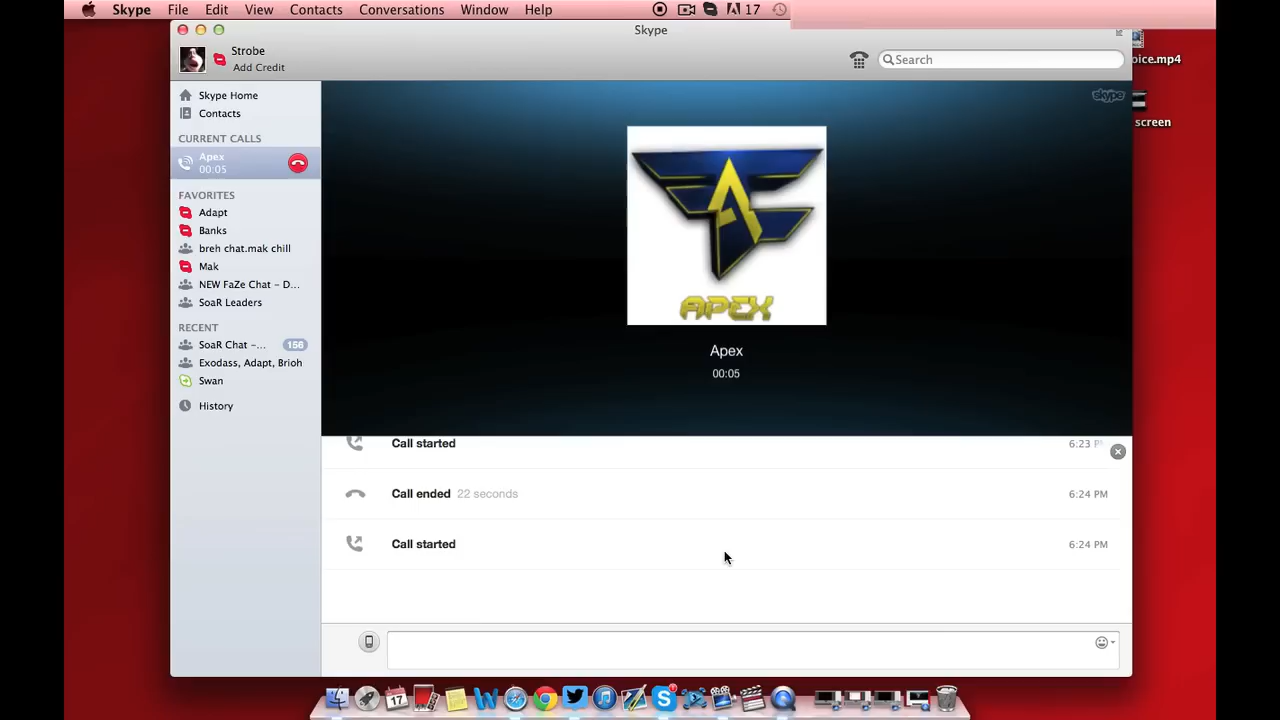 Skype File Edit View Contacts Conversations Window Help 17
Skype
Strobe
Add Credit
Search
Skype Home
Contacts
CURRENT CALLS
Apex
00:05
FAVORITES
Adapt
Banks
breh chat.mak chill
Mak
NEW FaZe Chat – D...
SoaR Leaders
RECENT
SoaR Chat –... 156
Exodass, Adapt, Brioh
Swan
History
skype
APEX
Apex
00:05
Call started 6:23 P
Call ended 22 seconds 6:24 PM
Call started 6:24 PM
oice.mp4
screen
17